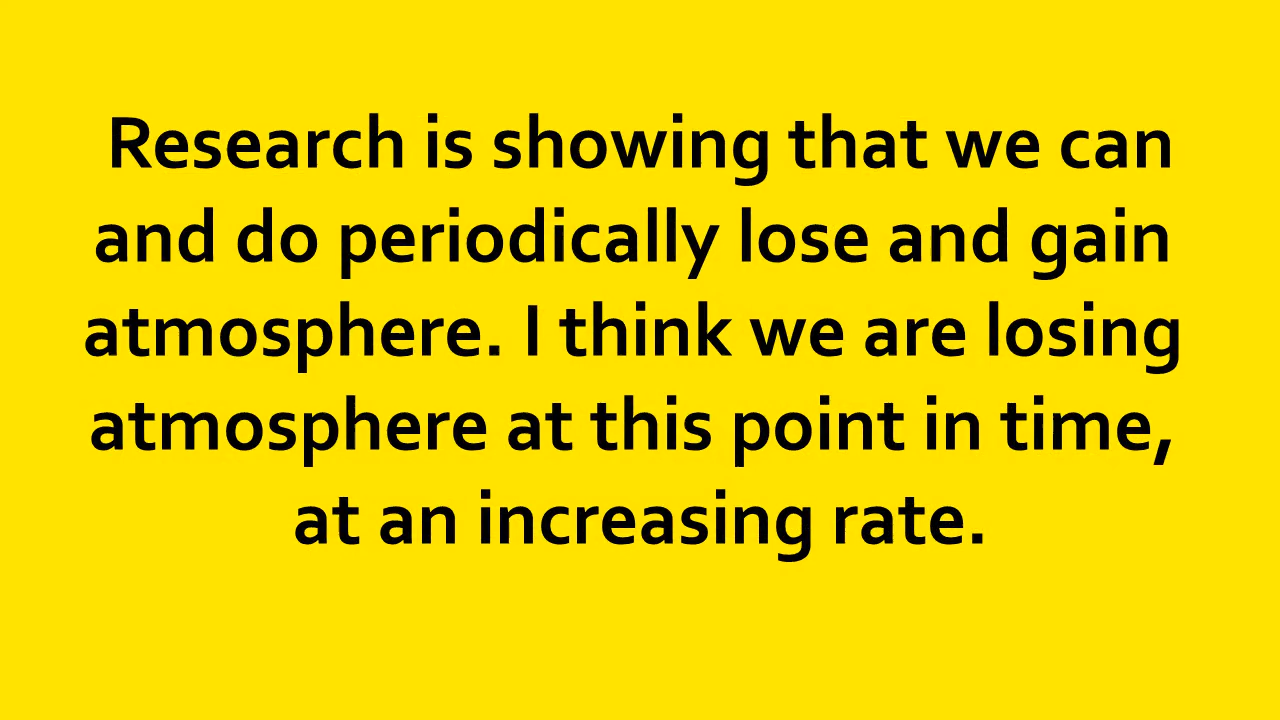 Research is showing that we can
and do periodically lose and gain
atmosphere. I think we are losing
atmosphere at this point in time,
at an increasing rate.